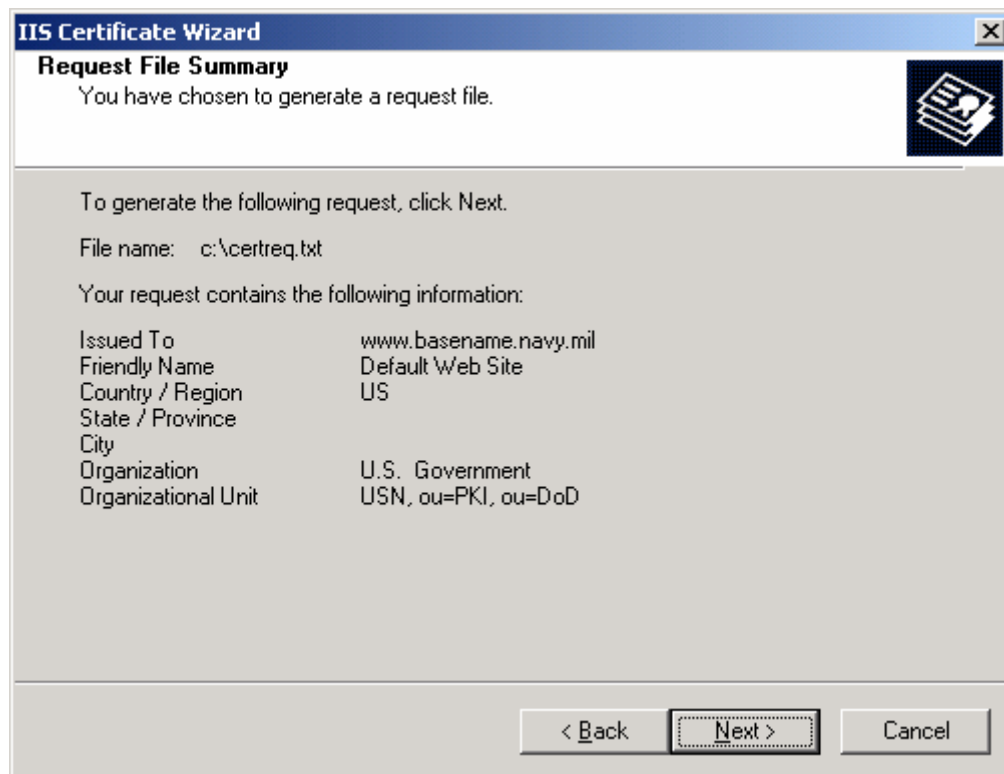 IIS Certificate Wizard
Request File Summary
You have chosen to generate a request file.
To generate the following request, click Next.
File name: c:\certreq.txt
Your request contains the following information:
Issued To www.basename.navy.mil
Friendly Name Default Web Site
Country / Region US
State / Province
City
Organization U.S. Government
Organizational Unit USN, ou=PKI, ou=DoD
< Back Next > Cancel